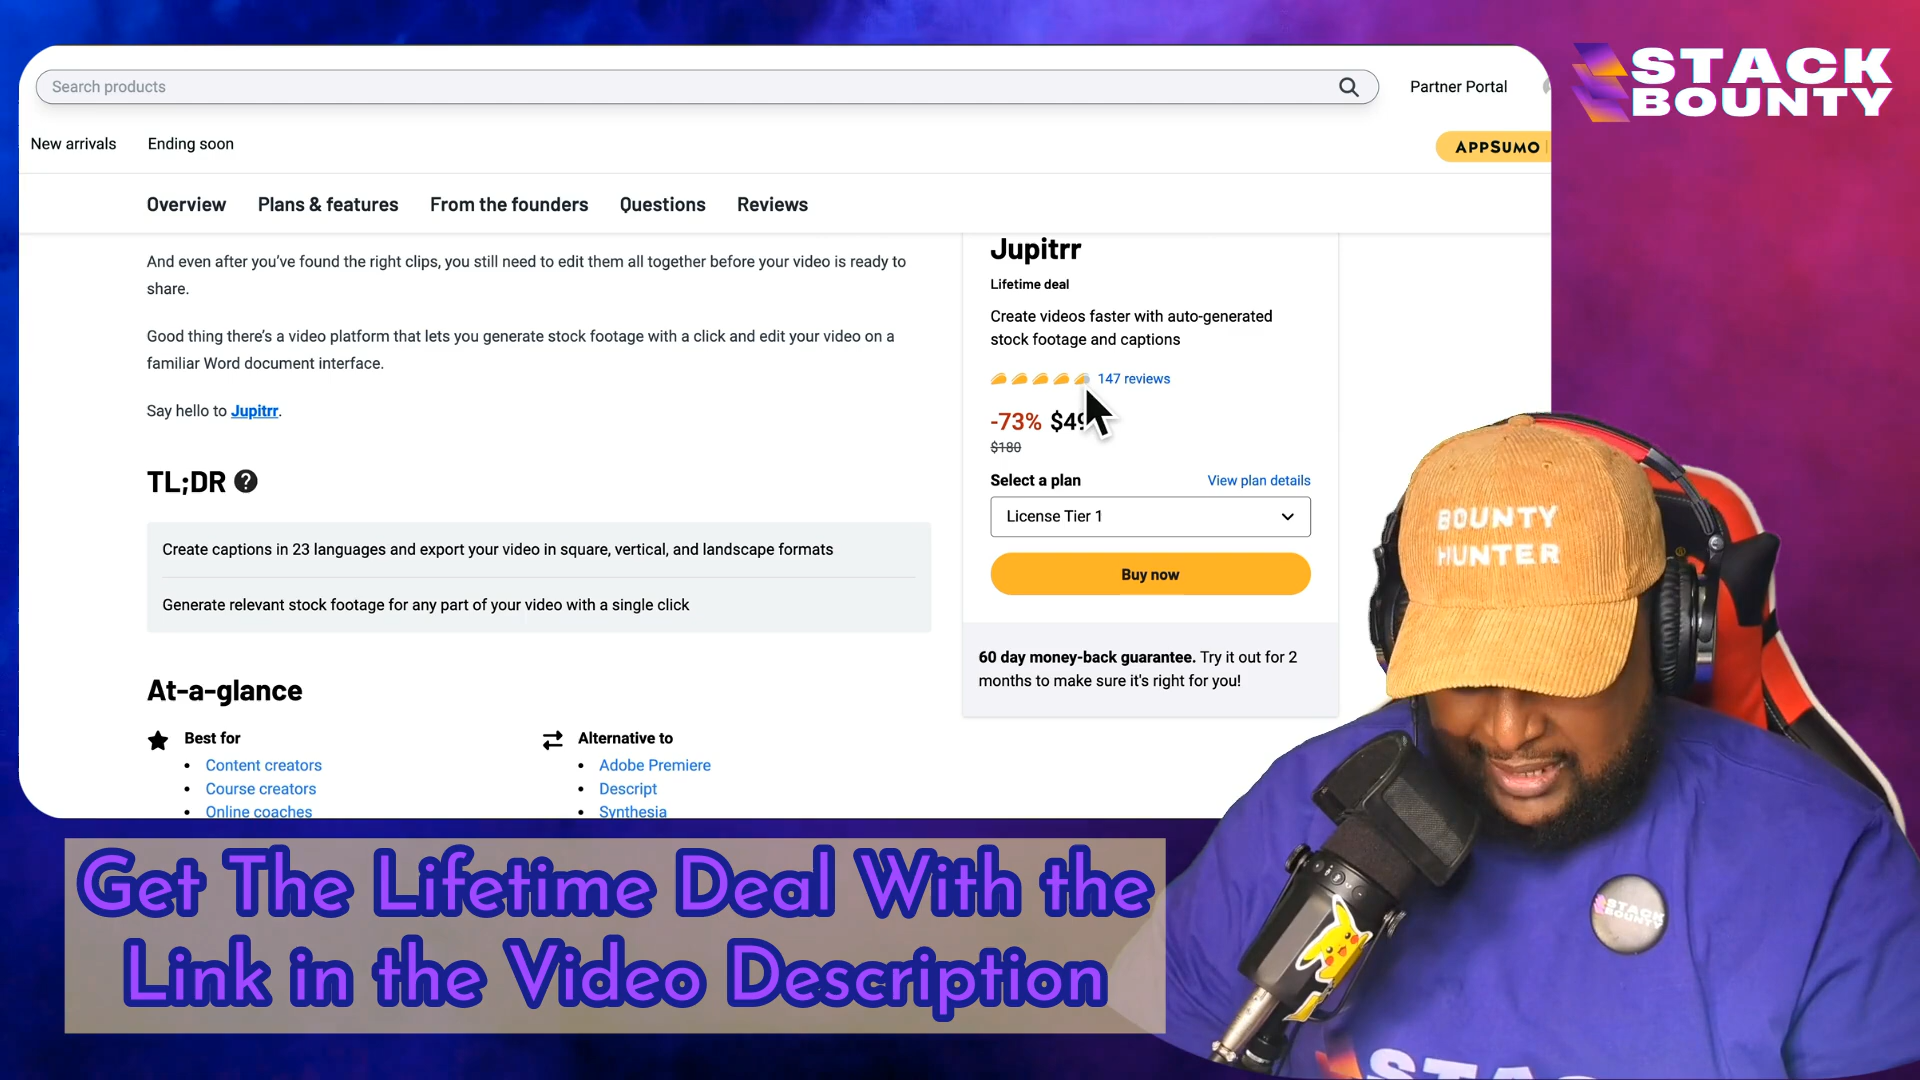 Search products
Partner Portal
STACK
BOUNTY
New arrivals
Ending soon
APPSUMO
Overview
Plans & features
From the founders
Questions
Reviews
And even after you've found the right clips, you still need to edit them all together before your video is ready to
share.
Good thing there's a video platform that lets you generate stock footage with a click and edit your video on a
familiar Word document interface.
Say hello to Jupitrr.
TL;DR ?
Create captions in 23 languages and export your video in square, vertical, and landscape formats
Generate relevant stock footage for any part of your video with a single click
At-a-glance
Best for
Content creators
Course creators
Online coaches
Alternative to
Adobe Premiere
Descript
Synthesia
Jupitrr
Lifetime deal
Create videos faster with auto-generated
stock footage and captions
147 reviews
-73% $49
$180
Select a plan
View plan details
License Tier 1
Buy now
60 day money-back guarantee. Try it out for 2
months to make sure it's right for you!
BOUNTY
HUNTER
STACK
BOUNTY
Get The Lifetime Deal With the
Link in the Video Description